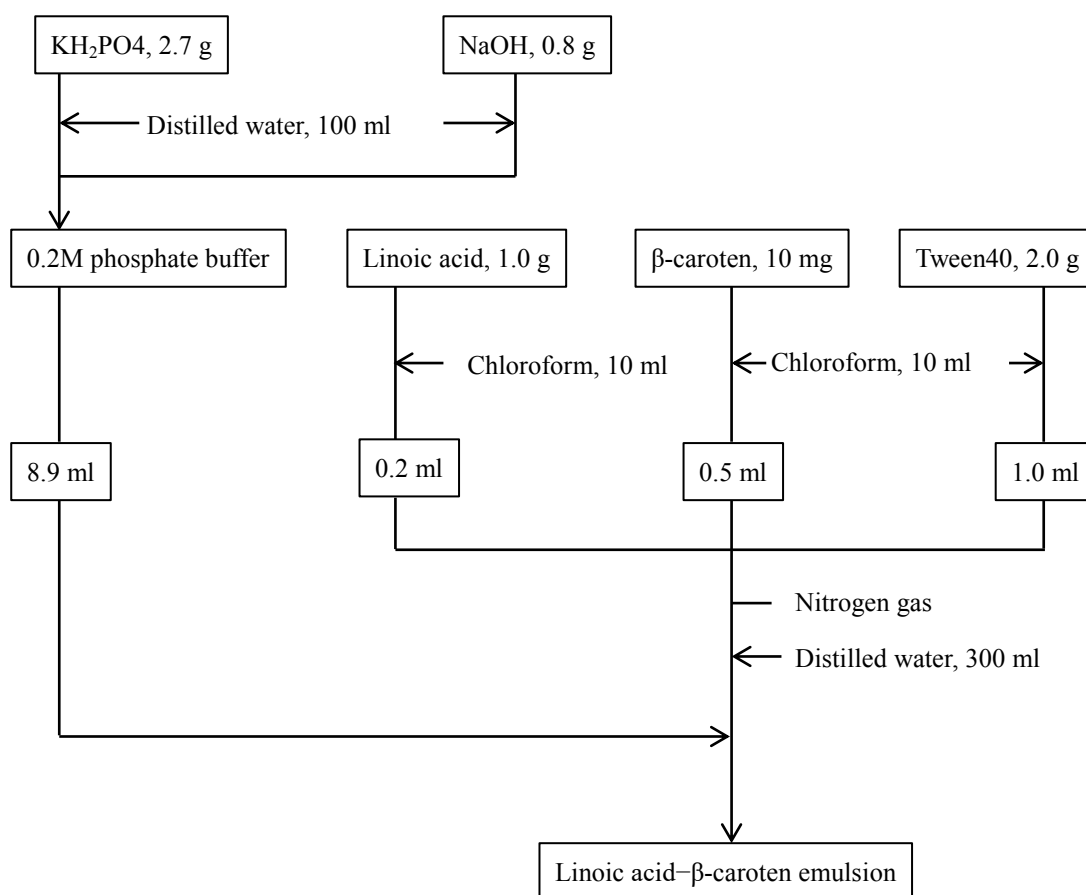 KH₂PO4, 2.7 g
NaOH, 0.8 g
Distilled water, 100 ml
0.2M phosphate buffer
Linoic acid, 1.0 g
β-caroten, 10 mg
Tween40, 2.0 g
Chloroform, 10 ml
Chloroform, 10 ml
8.9 ml
0.2 ml
0.5 ml
1.0 ml
Nitrogen gas
Distilled water, 300 ml
Linoic acid−β-caroten emulsion